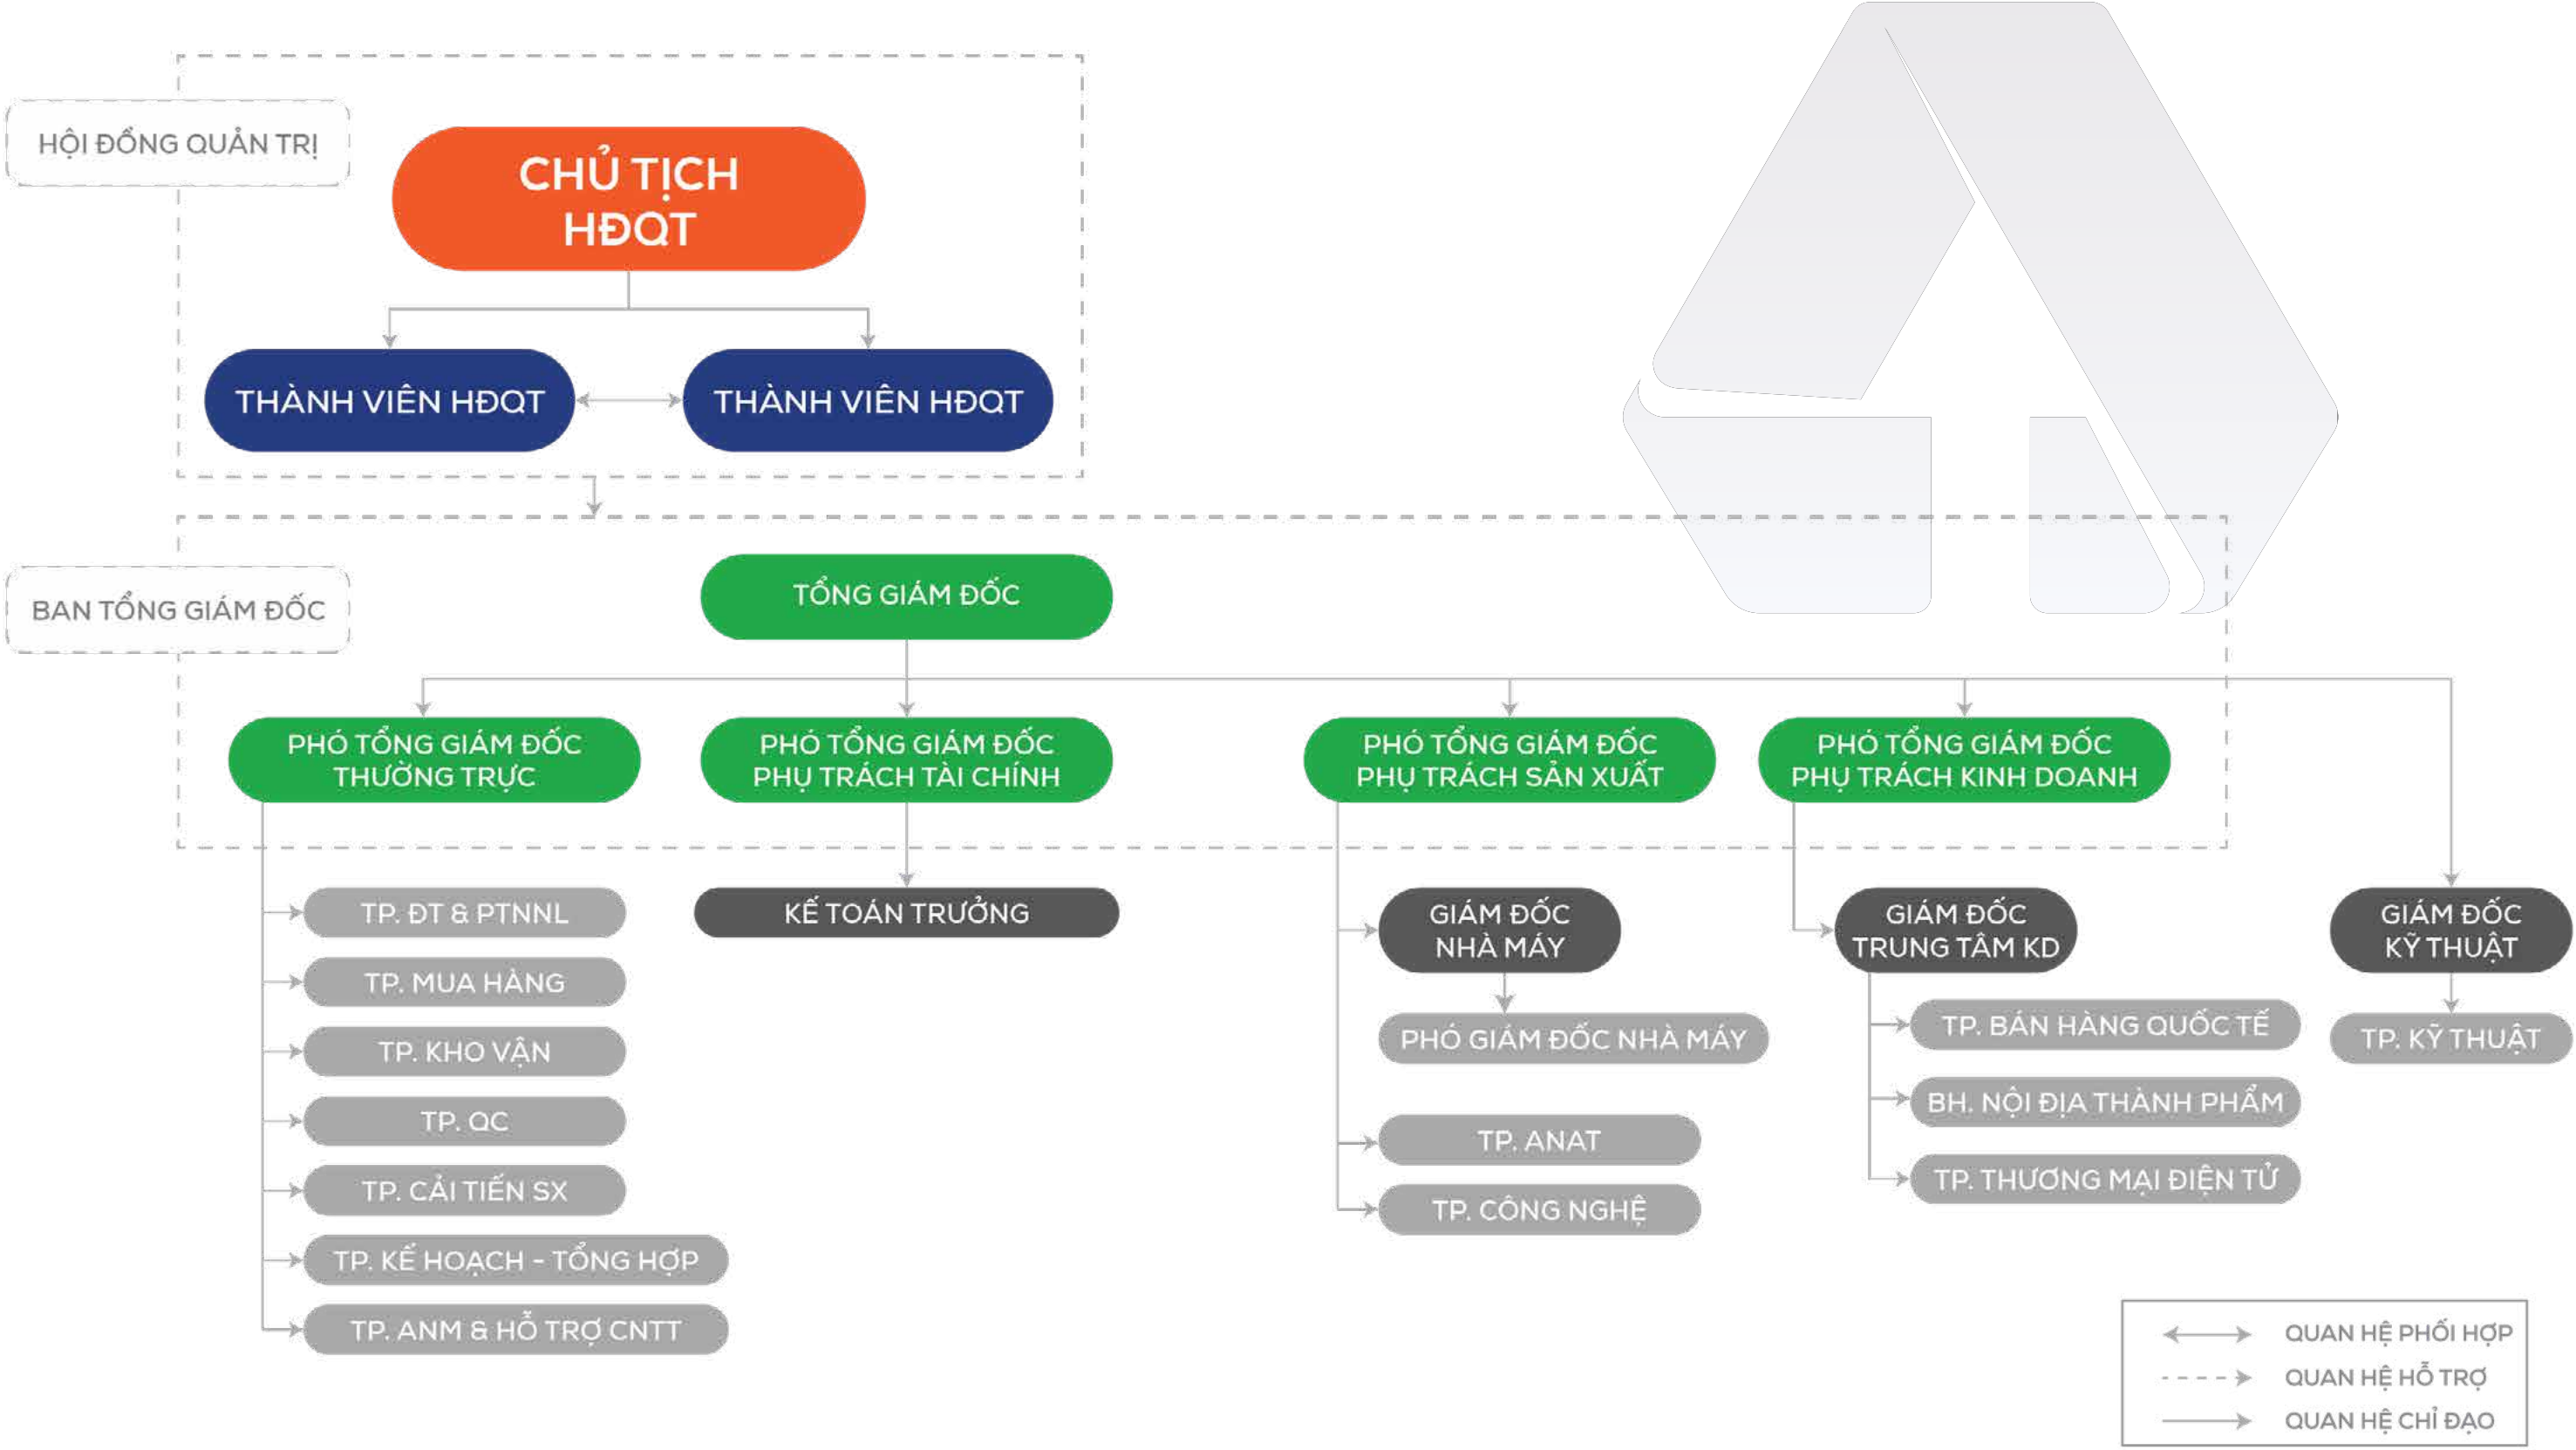 HỘI ĐỒNG QUẢN TRỊ
CHỦ TỊCH
HĐQT
THÀNH VIÊN HĐQT
THÀNH VIÊN HĐQT
BAN TỔNG GIÁM ĐỐC
TỔNG GIÁM ĐỐC
PHÓ TỔNG GIÁM ĐỐC
THƯỜNG TRỰC
PHÓ TỔNG GIÁM ĐỐC
PHỤ TRÁCH TÀI CHÍNH
PHÓ TỔNG GIÁM ĐỐC
PHỤ TRÁCH SẢN XUẤT
PHÓ TỔNG GIÁM ĐỐC
PHỤ TRÁCH KINH DOANH
TP. ĐT & PTNNL
TP. MUA HÀNG
TP. KHO VẬN
TP. QC
TP. CẢI TIẾN SX
TP. KẾ HOẠCH - TỔNG HỢP
TP. ANM & HỖ TRỢ CNTT
KẾ TOÁN TRƯỞNG
GIÁM ĐỐC
NHÀ MÁY
PHÓ GIÁM ĐỐC NHÀ MÁY
TP. ANAT
TP. CÔNG NGHỆ
GIÁM ĐỐC
TRUNG TÂM KD
TP. BÁN HÀNG QUỐC TẾ
BH. NỘI ĐỊA THÀNH PHẨM
TP. THƯƠNG MẠI ĐIỆN TỬ
GIÁM ĐỐC
KỸ THUẬT
TP. KỸ THUẬT
QUAN HỆ PHỐI HỢP
QUAN HỆ HỖ TRỢ
QUAN HỆ CHỈ ĐẠO